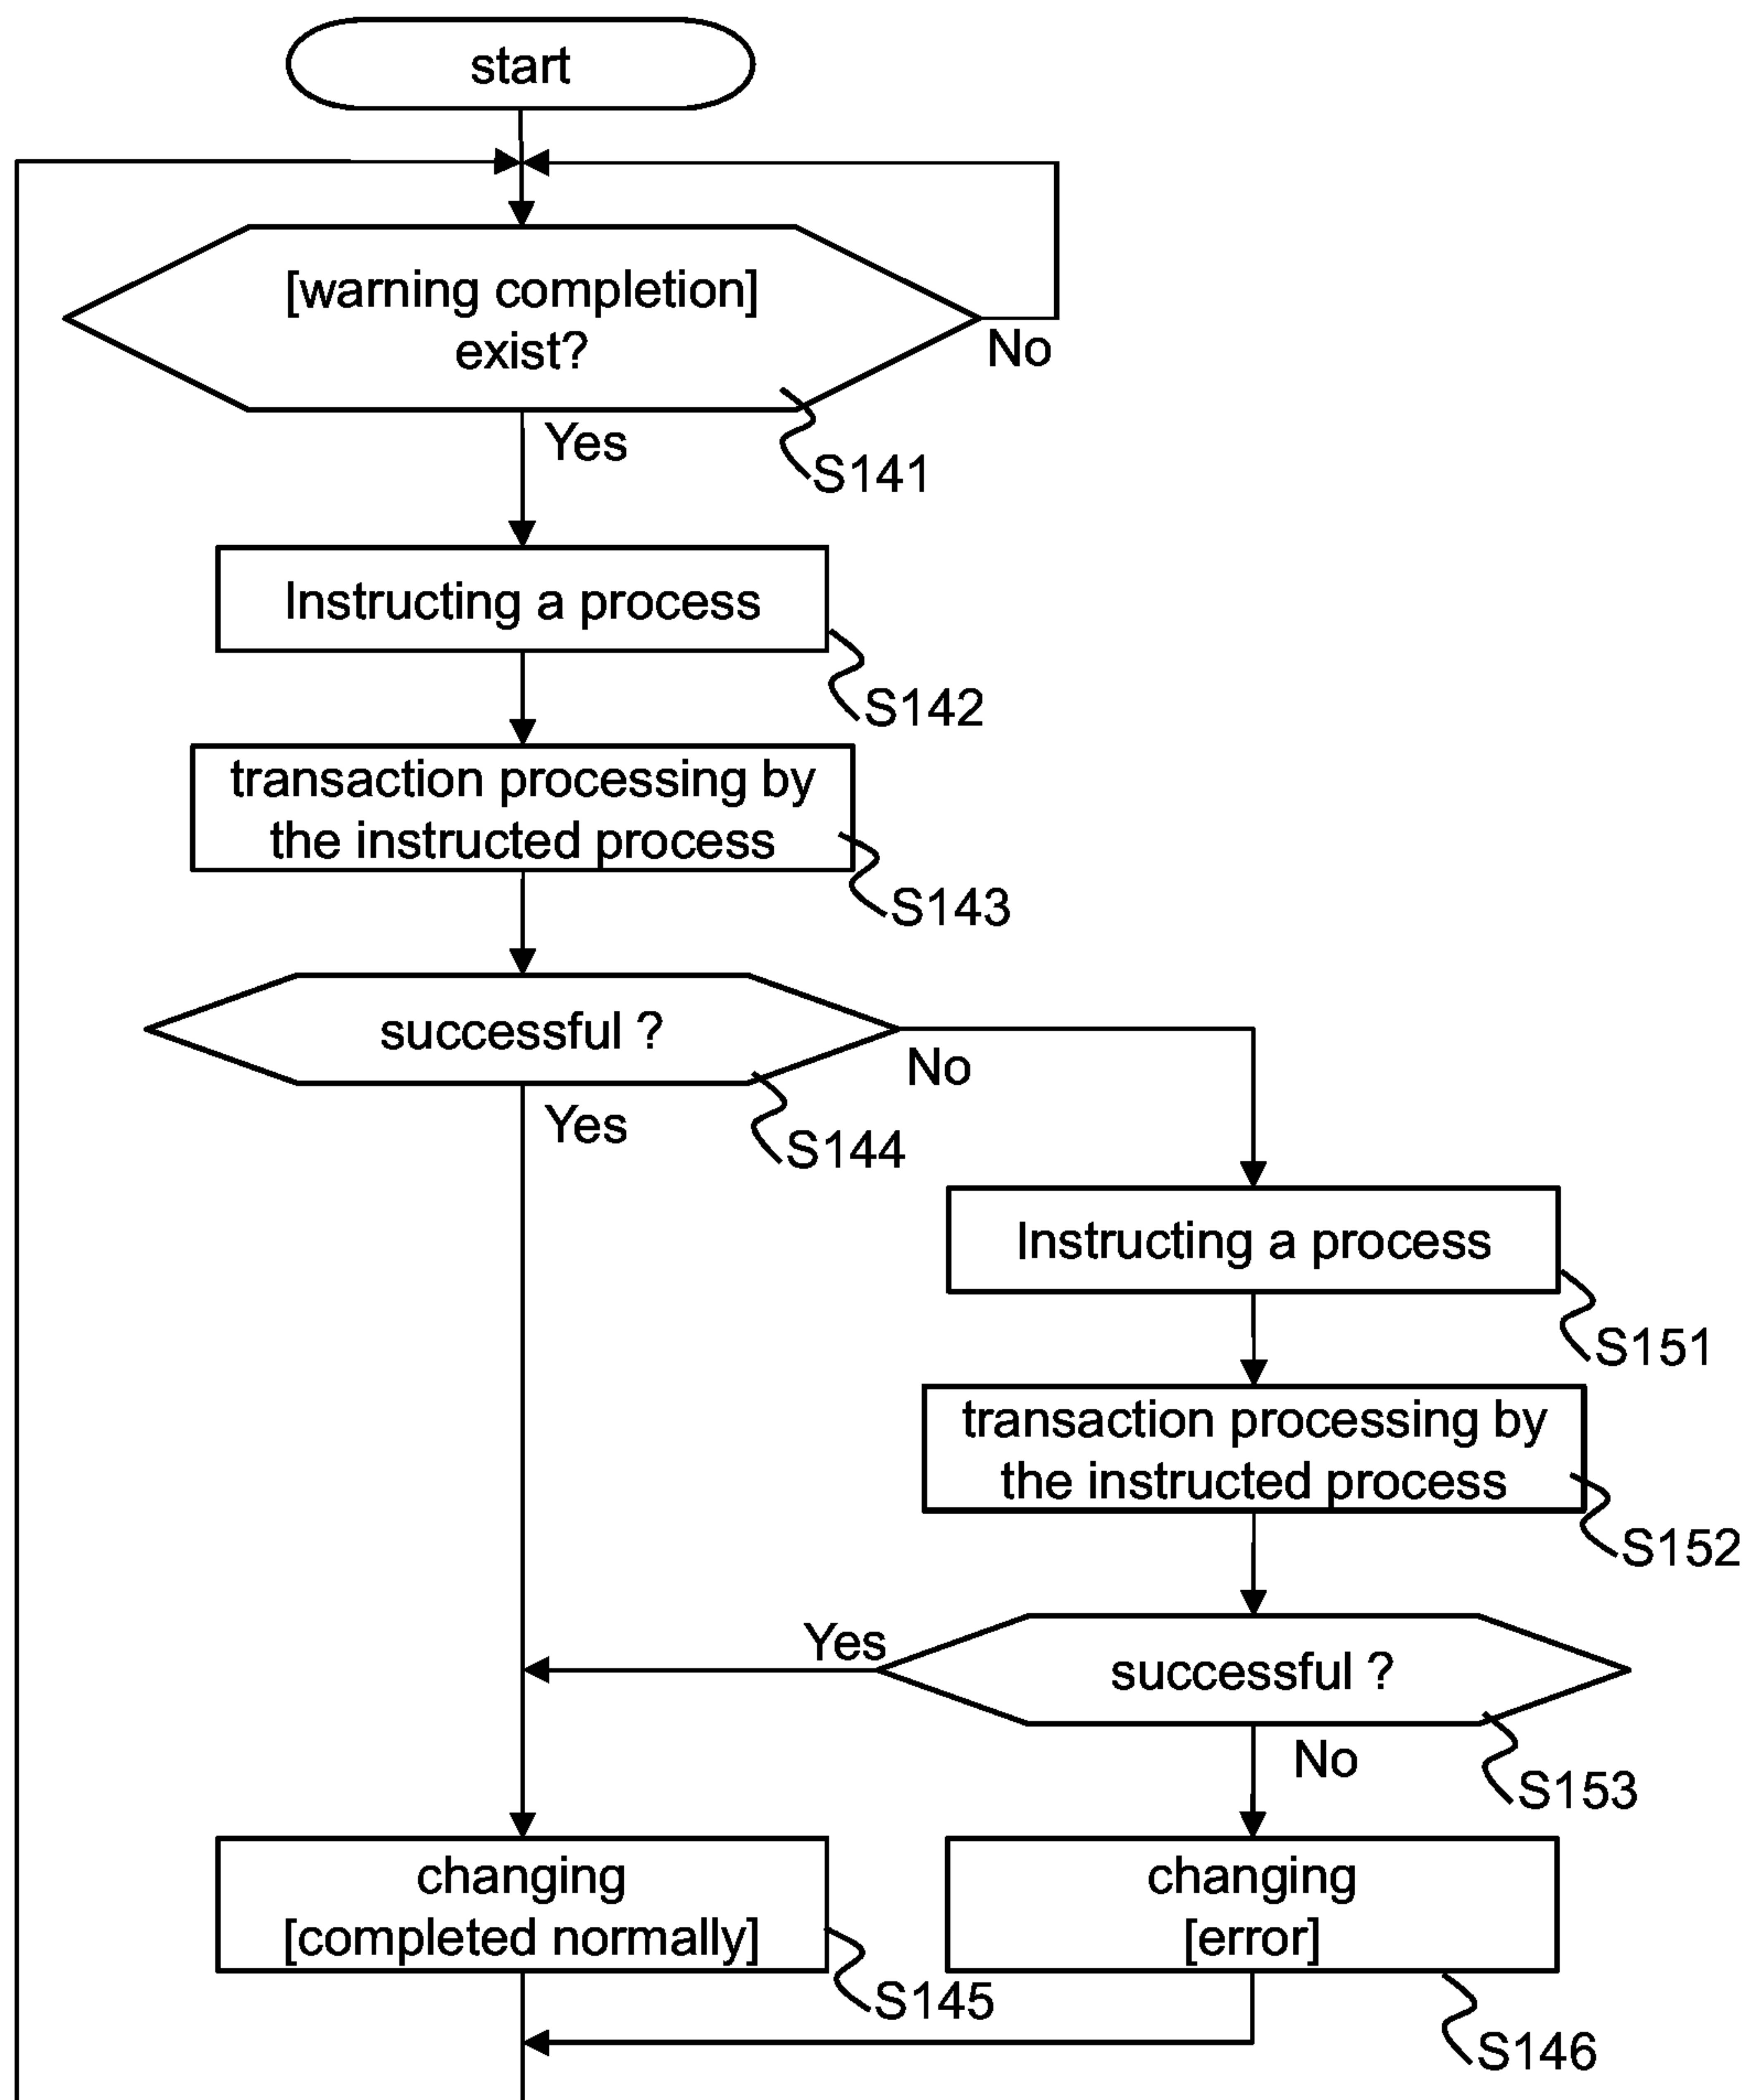 start
[warning completion]
exist?
No
Yes
S141
Instructing a process
S142
transaction processing by
the instructed process
S143
successful ?
No
Yes
S144
Instructing a process
S151
transaction processing by
the instructed process
S152
Yes
successful ?
No
S153
changing
[completed normally]
S145
changing
[error]
S146